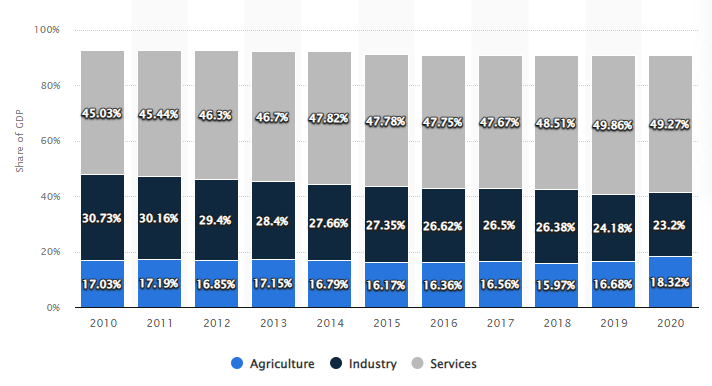 100%
80%
60%
40%
20%
0%
Share of GDP
45.03% 45.44% 46.3% 46.7% 47.82% 47.78% 47.75% 47.67% 48.51% 49.86% 49.27%
30.73% 30.16% 29.4% 28.4% 27.66% 27.35% 26.62% 26.5% 26.38% 24.18% 23.2%
17.03% 17.19% 16.85% 17.15% 16.79% 16.17% 16.36% 16.56% 15.97% 16.68% 18.32%
2010 2011 2012 2013 2014 2015 2016 2017 2018 2019 2020
Agriculture Industry Services